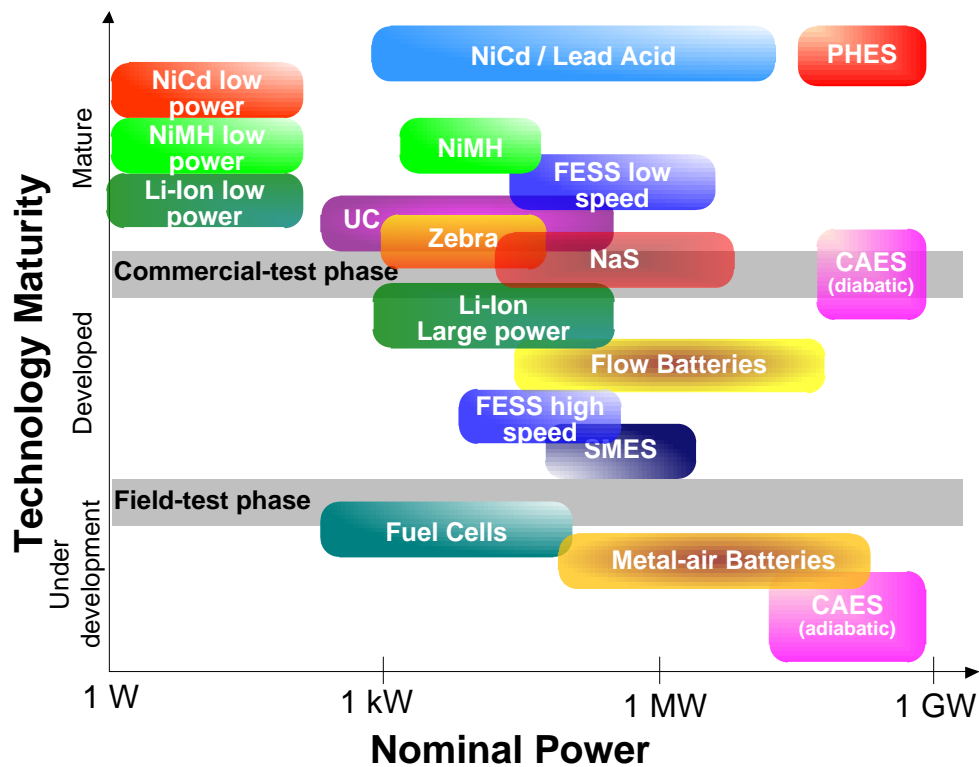 Technology Maturity
Mature
Developed
Under
development
NiCd / Lead Acid
PHES
NiCd low
power
NiMH low
power
NiMH
Li-Ion low
power
FESS low
speed
UC
Zebra
NaS
CAES
(diabatic)
Commercial-test phase
Li-Ion
Large power
Flow Batteries
FESS high
speed
SMES
Field-test phase
Fuel Cells
Metal-air Batteries
CAES
(adiabatic)
1 W
1 kW
1 MW
1 GW
Nominal Power